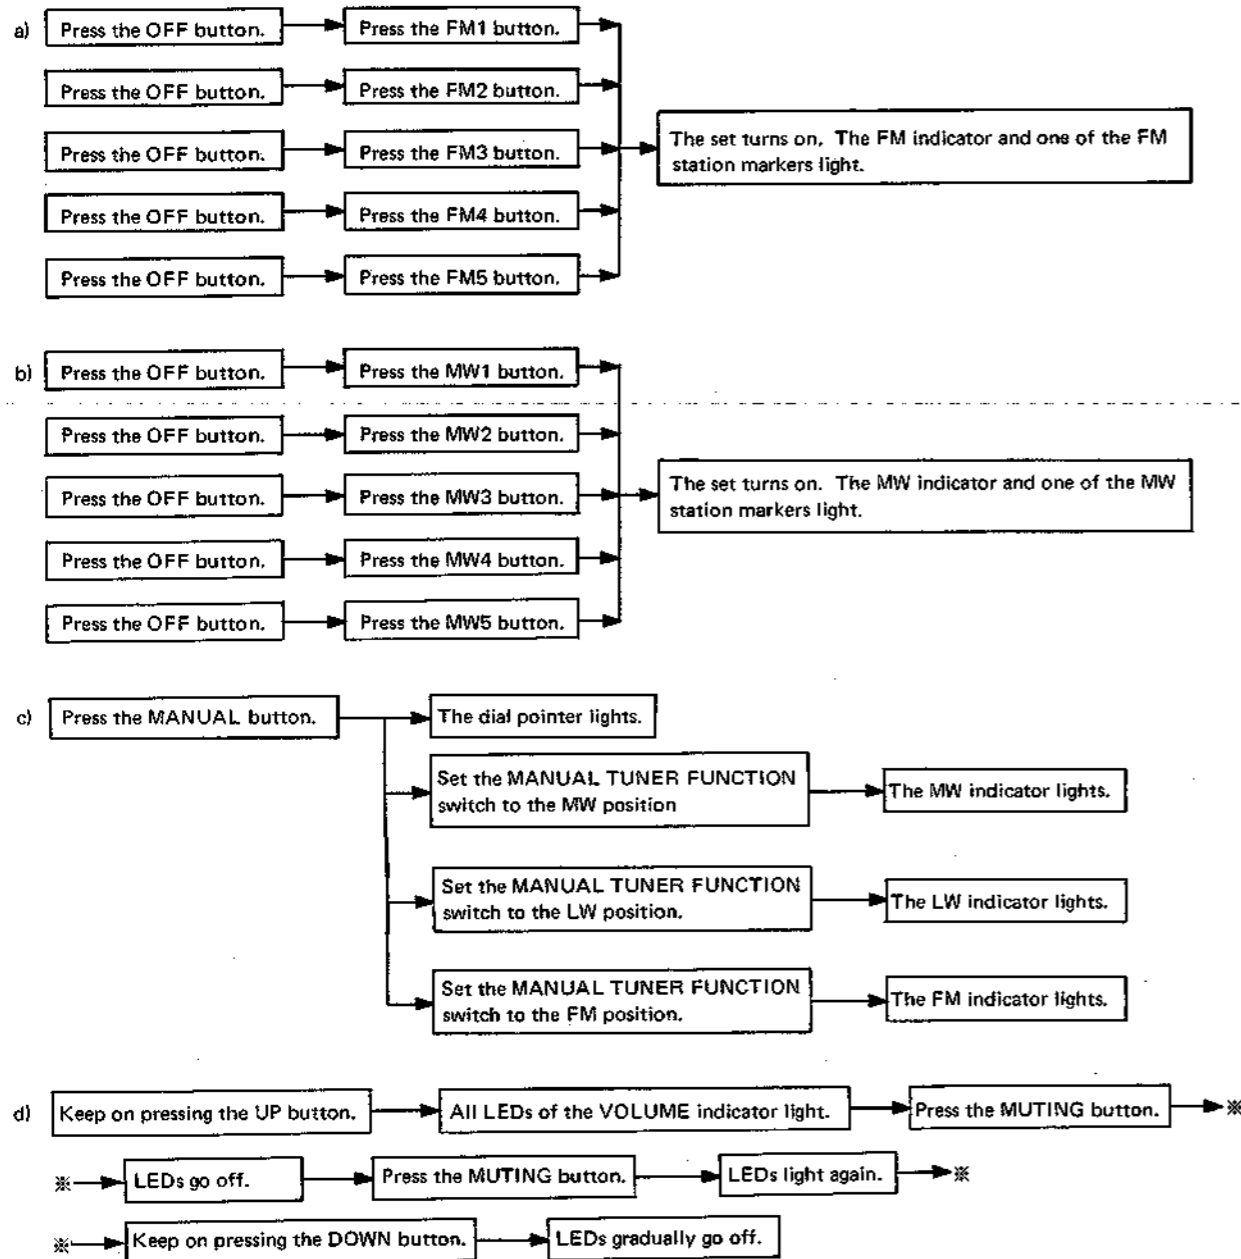 a) Press the OFF button. Press the FM1 button.
Press the OFF button. Press the FM2 button.
The set turns on. The FM indicator and one of the FM
station markers light.
Press the OFF button. Press the FM3 button.
Press the OFF button. Press the FM4 button.
Press the OFF button. Press the FM5 button.
b) Press the OFF button. Press the MW1 button.
Press the OFF button. Press the MW2 button.
The set turns on. The MW indicator and one of the MW
station markers light.
Press the OFF button. Press the MW3 button.
Press the OFF button. Press the MW4 button.
Press the OFF button. Press the MW5 button.
c) Press the MANUAL button. The dial pointer lights.
Set the MANUAL TUNER FUNCTION
switch to the MW position
The MW indicator lights.
Set the MANUAL TUNER FUNCTION
switch to the LW position.
The LW indicator lights.
Set the MANUAL TUNER FUNCTION
switch to the FM position.
The FM indicator lights.
d) Keep on pressing the UP button. All LEDs of the VOLUME indicator light. Press the MUTING button. ※
※ LEDs go off. Press the MUTING button. LEDs light again. ※
※ Keep on pressing the DOWN button. LEDs gradually go off.